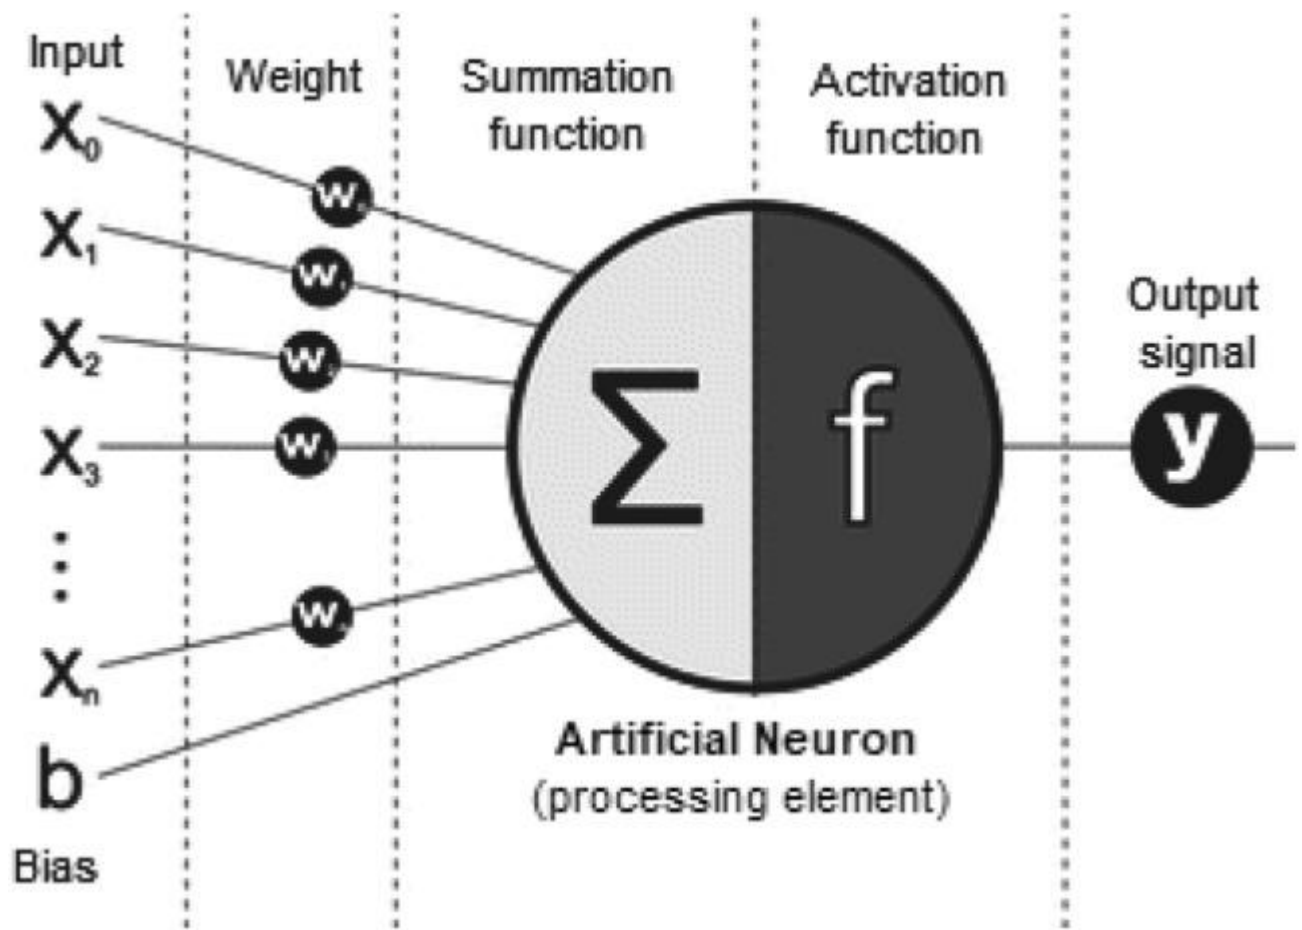 Input
Weight
Summation
function
Activation
function
X0
X1
X2
X3
Xn
b
Bias
w
w
w
w
w
Σ
f
Output
signal
y
Artificial Neuron
(processing element)